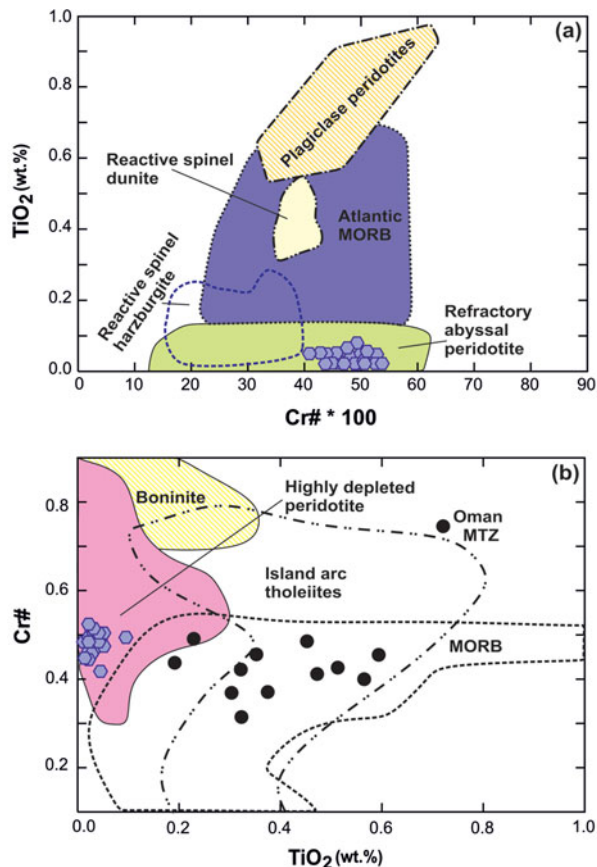 (a)
1.0
0.8
0.6
0.4
0.2
0.0
TiO2 (wt.%)
Plagiclase peridotites
Reactive spinel
dunite
Atlantic
MORB
Reactive spinel
harzburgite
Refractory
abyssal
peridotite
0 10 20 30 40 50 60 70 80 90
Cr# * 100
(b)
0.8
0.6
0.4
0.2
Cr#
Boninite
Highly depleted
peridotite
Oman
MTZ
Island arc
tholeiites
MORB
0.0 0.2 0.4 0.6 0.8 1.0
TiO2 (wt.%)